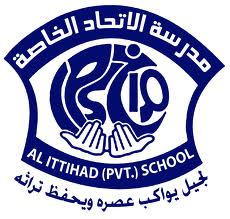 مدرسة الاتحاد الخاصة
AL ITTIHAD (PVT.) SCHOOL
لجيل يواكب عصره ويحفظ تراثه